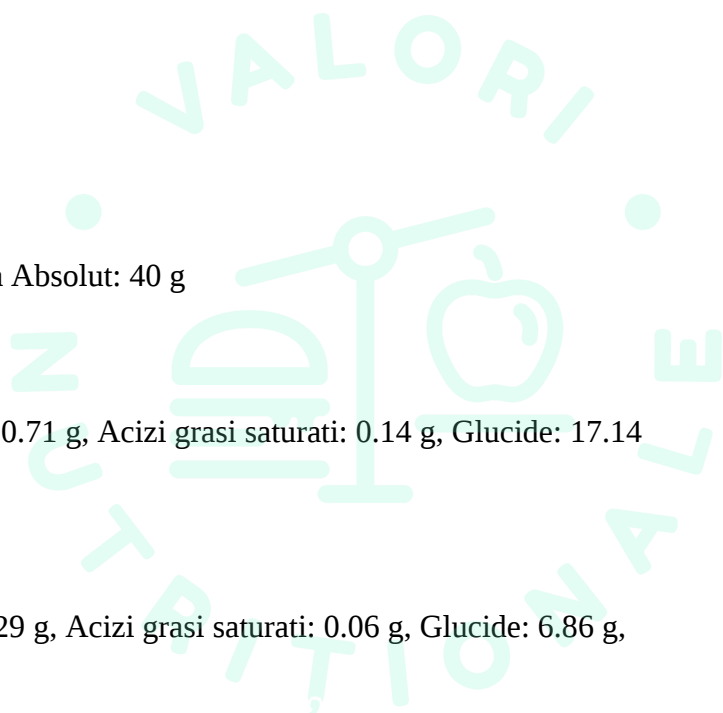 VALORI
Absolut: 40 g
0.71 g, Acizi grasi saturati: 0.14 g, Glucide: 17.14
29 g, Acizi grasi saturati: 0.06 g, Glucide: 6.86 g,
NUTRIȚIONALE